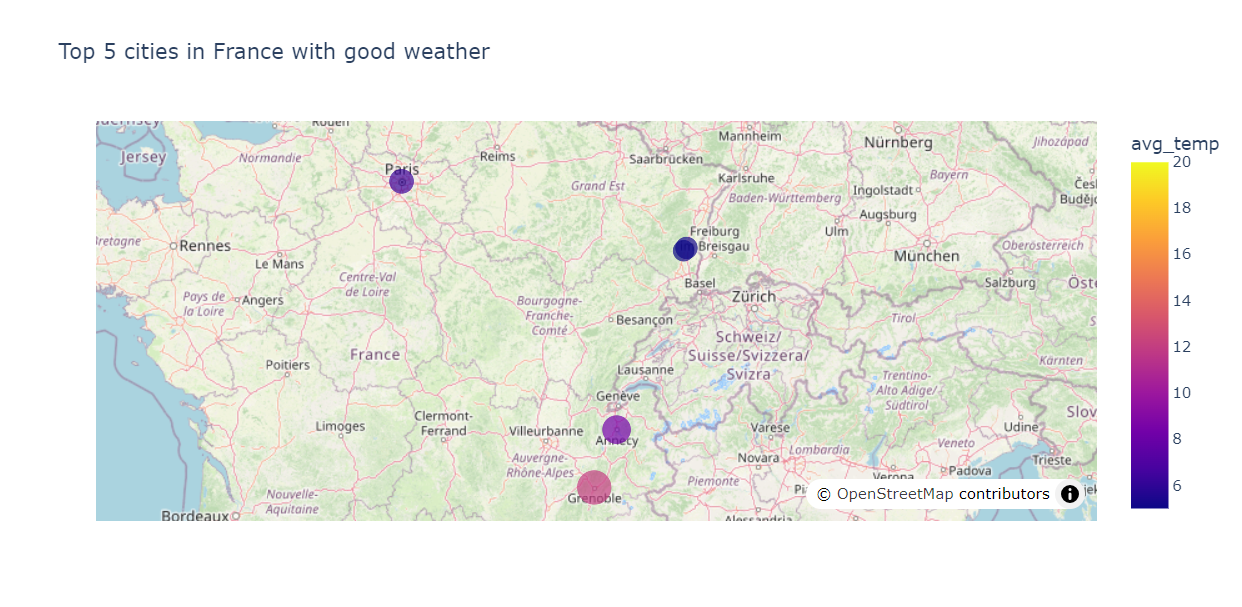 Top 5 cities in France with good weather
Rouen
Jersey
Normandie
Reims
Paris
Saarbrücken
Mannheim
Nürnberg
Jihozápad
Grand Est
Karlsruhe
Baden-Württemberg
Ingolstadt
Bayern
Augsburg
Ulm
Freiburg
Breisgau
München
Oberösterreich
Rennes
Le Mans
Centre-Val
de Loire
Basel
Zürich
Salzburg
Pays de
la Loire
Angers
Bourgogne-
Franche-
Comté
Besançon
Tirol
France
Poitiers
Schweiz/
Suisse/Svizzera/
Svizra
Lausanne
Kärnten
Trentino-
Alto Adige/
Südtirol
Genève
Limoges
Clermont-
Ferrand
Villeurbanne
Annecy
Varese
Udine
Lombardia
Veneto
Trieste
Auvergne-
Rhône-Alpes
Novara
Verona
Padova
Piemonte
Grenoble
Nouvelle-
Aquitaine
Bordeaux
Alessandria
© OpenStreetMap contributors
avg_temp
20
18
16
14
12
10
8
6